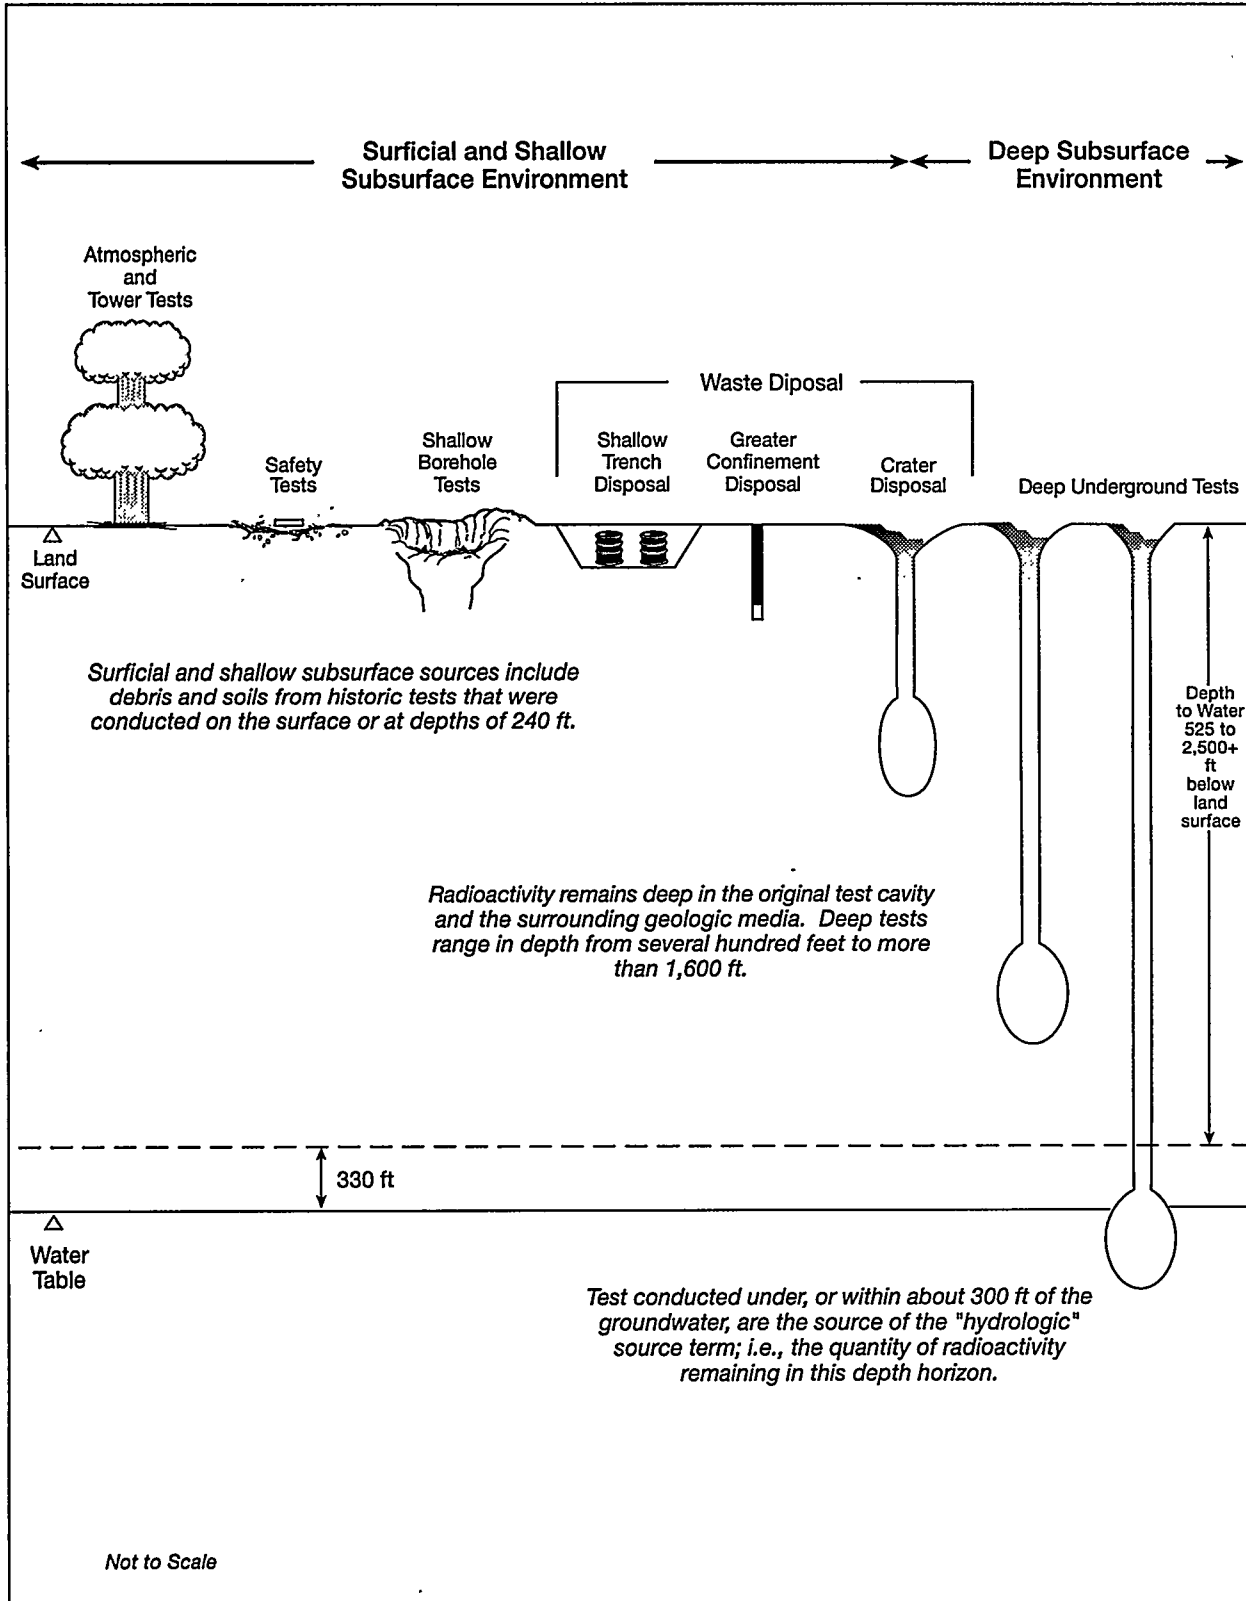 Surficial and Shallow
Subsurface Environment
Deep Subsurface
Environment
Atmospheric
and
Tower Tests
Waste Diposal
Safety
Tests
Shallow
Borehole
Tests
Shallow
Trench
Disposal
Greater
Confinement
Disposal
Crater
Disposal
Deep Underground Tests
Land
Surface
Surficial and shallow subsurface sources include
debris and soils from historic tests that were
conducted on the surface or at depths of 240 ft.
Depth
to Water
525 to
2,500+
ft
below
land
surface
Radioactivity remains deep in the original test cavity
and the surrounding geologic media. Deep tests
range in depth from several hundred feet to more
than 1,600 ft.
330 ft
Water
Table
Test conducted under, or within about 300 ft of the
groundwater, are the source of the "hydrologic"
source term; i.e., the quantity of radioactivity
remaining in this depth horizon.
Not to Scale